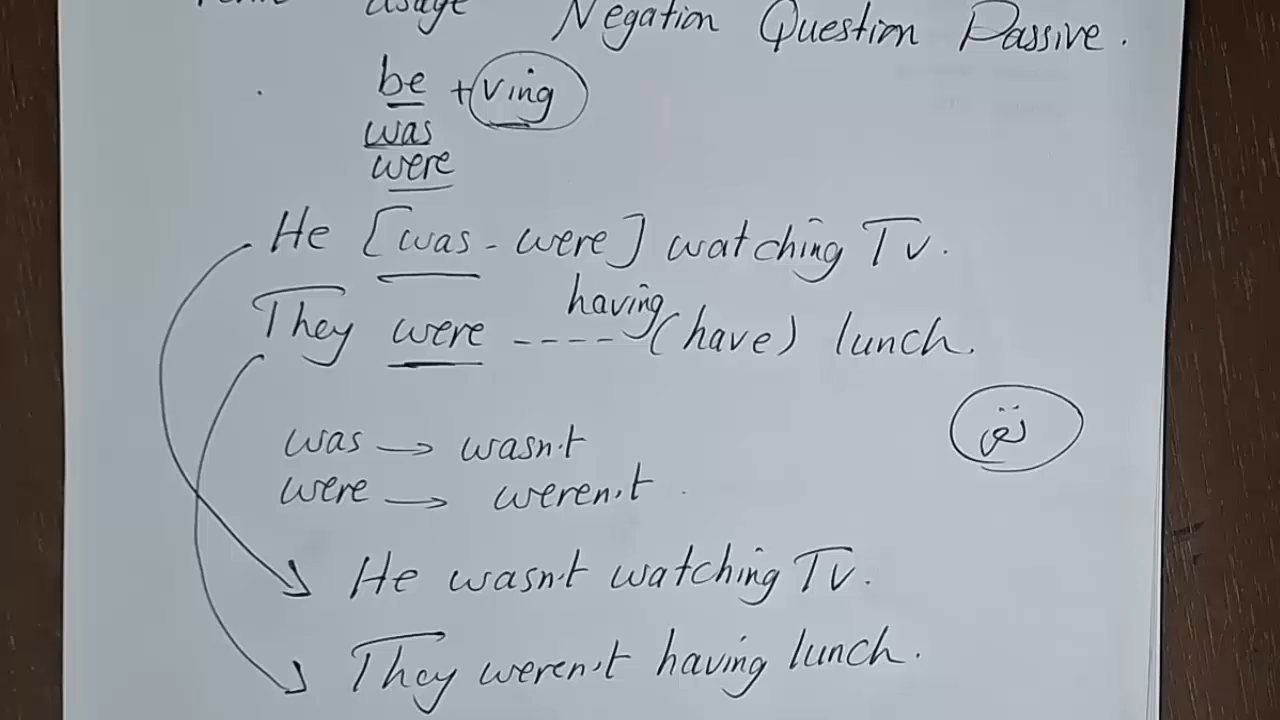 usage Negation Question Passive.
be + ving
was
were
He [was - were] watching Tv.
having
They were ---- (have) lunch.
was → wasn't
were → weren't
He wasn't watching Tv.
They weren't having lunch.